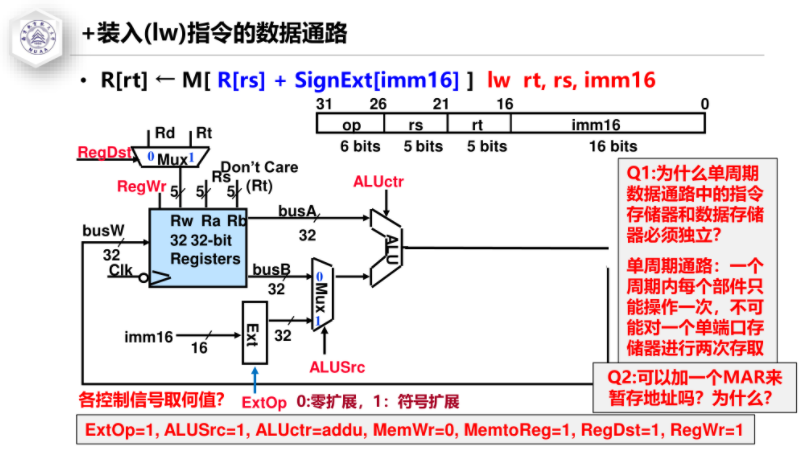 +装入(lw)指令的数据通路
• R[rt] ← M[ R[rs] + SignExt[imm16] ] lw rt, rs, imm16
31 26 21 16 0
op rs rt imm16
6 bits 5 bits 5 bits 16 bits
Rd Rt
RegDst 0 Mux 1
Don't Care
Rs (Rt)
RegWr 5 5 5
ALUctr
busW 32
Rw Ra Rb
32 32-bit
Registers
Clk
busA 32
busB 32
0 Mux 1
ALU
imm16 16 Ext 32
ALUSrc
ExtOp 0:零扩展，1：符号扩展
各控制信号取何值？
Q1:为什么单周期
数据通路中的指令
存储器和数据存储
器必须独立？
单周期通路：一个
周期内每个部件只
能操作一次，不可
能对一个单端口存
储器进行两次存取
Q2:可以加一个MAR来
暂存地址吗？为什么？
ExtOp=1, ALUSrc=1, ALUctr=addu, MemWr=0, MemtoReg=1, RegDst=1, RegWr=1